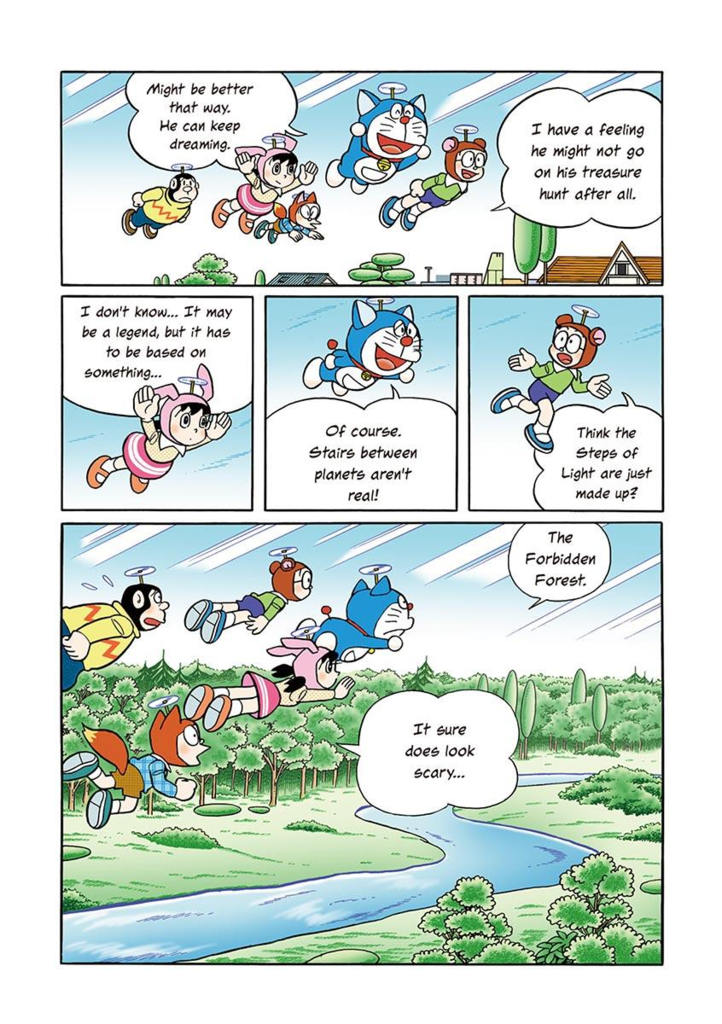 I have a feeling
he might not go
on his treasure
hunt after all.
Might be better
that way.
He can keep
dreaming.
Think the
Steps of
Light are just
made up?
Of course.
Stairs between
planets aren't
real!
I don't know... It may
be a legend, but it has
to be based on
something...
The
Forbidden
Forest.
It sure
does look
scary...